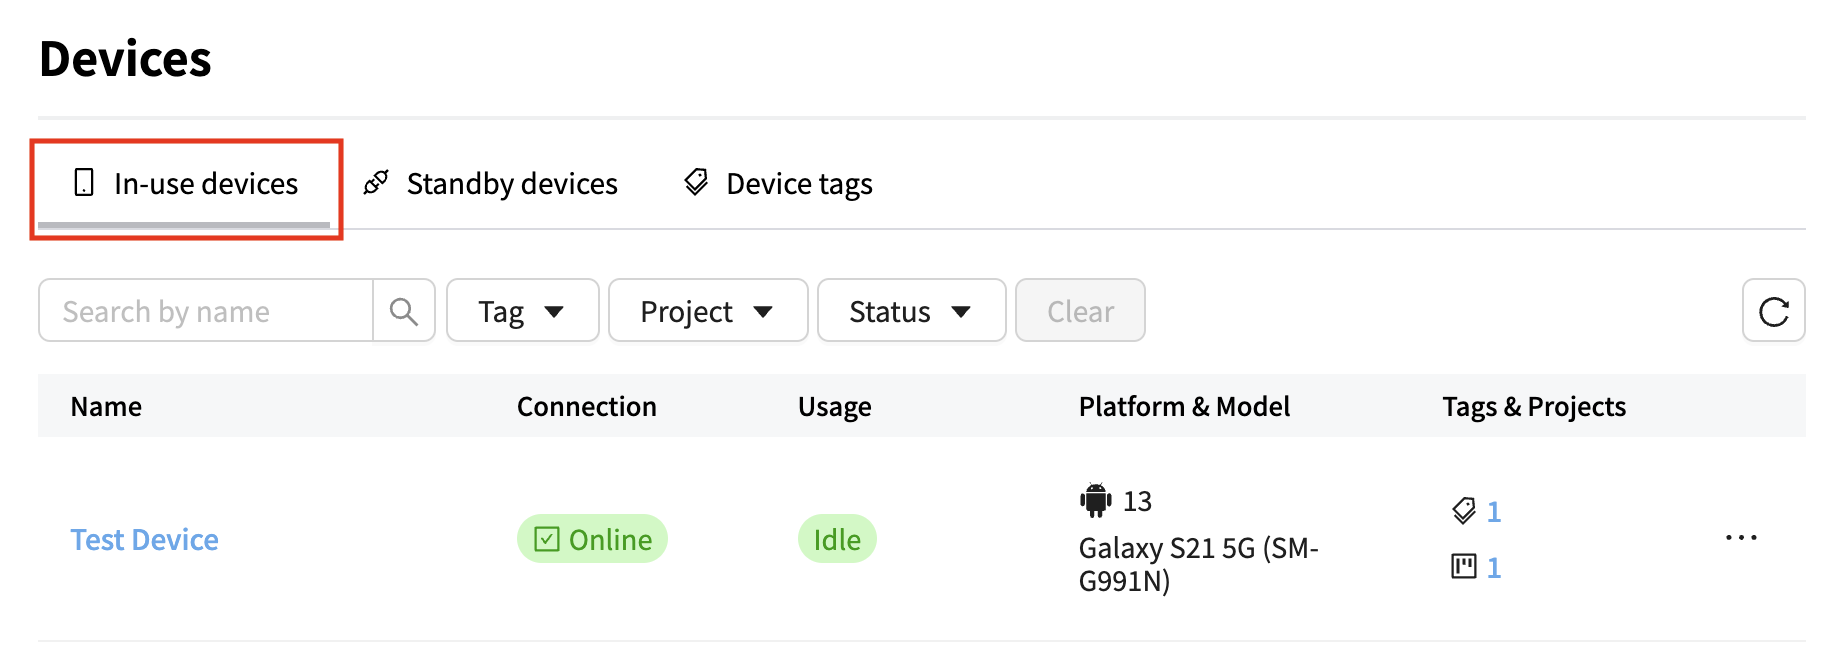 Devices
In-use devices Standby devices Device tags
Search by name Tag Project Status Clear
Name Connection Usage Platform & Model Tags & Projects
Test Device Online Idle 13
Galaxy S21 5G (SM-
G991N)
1
1